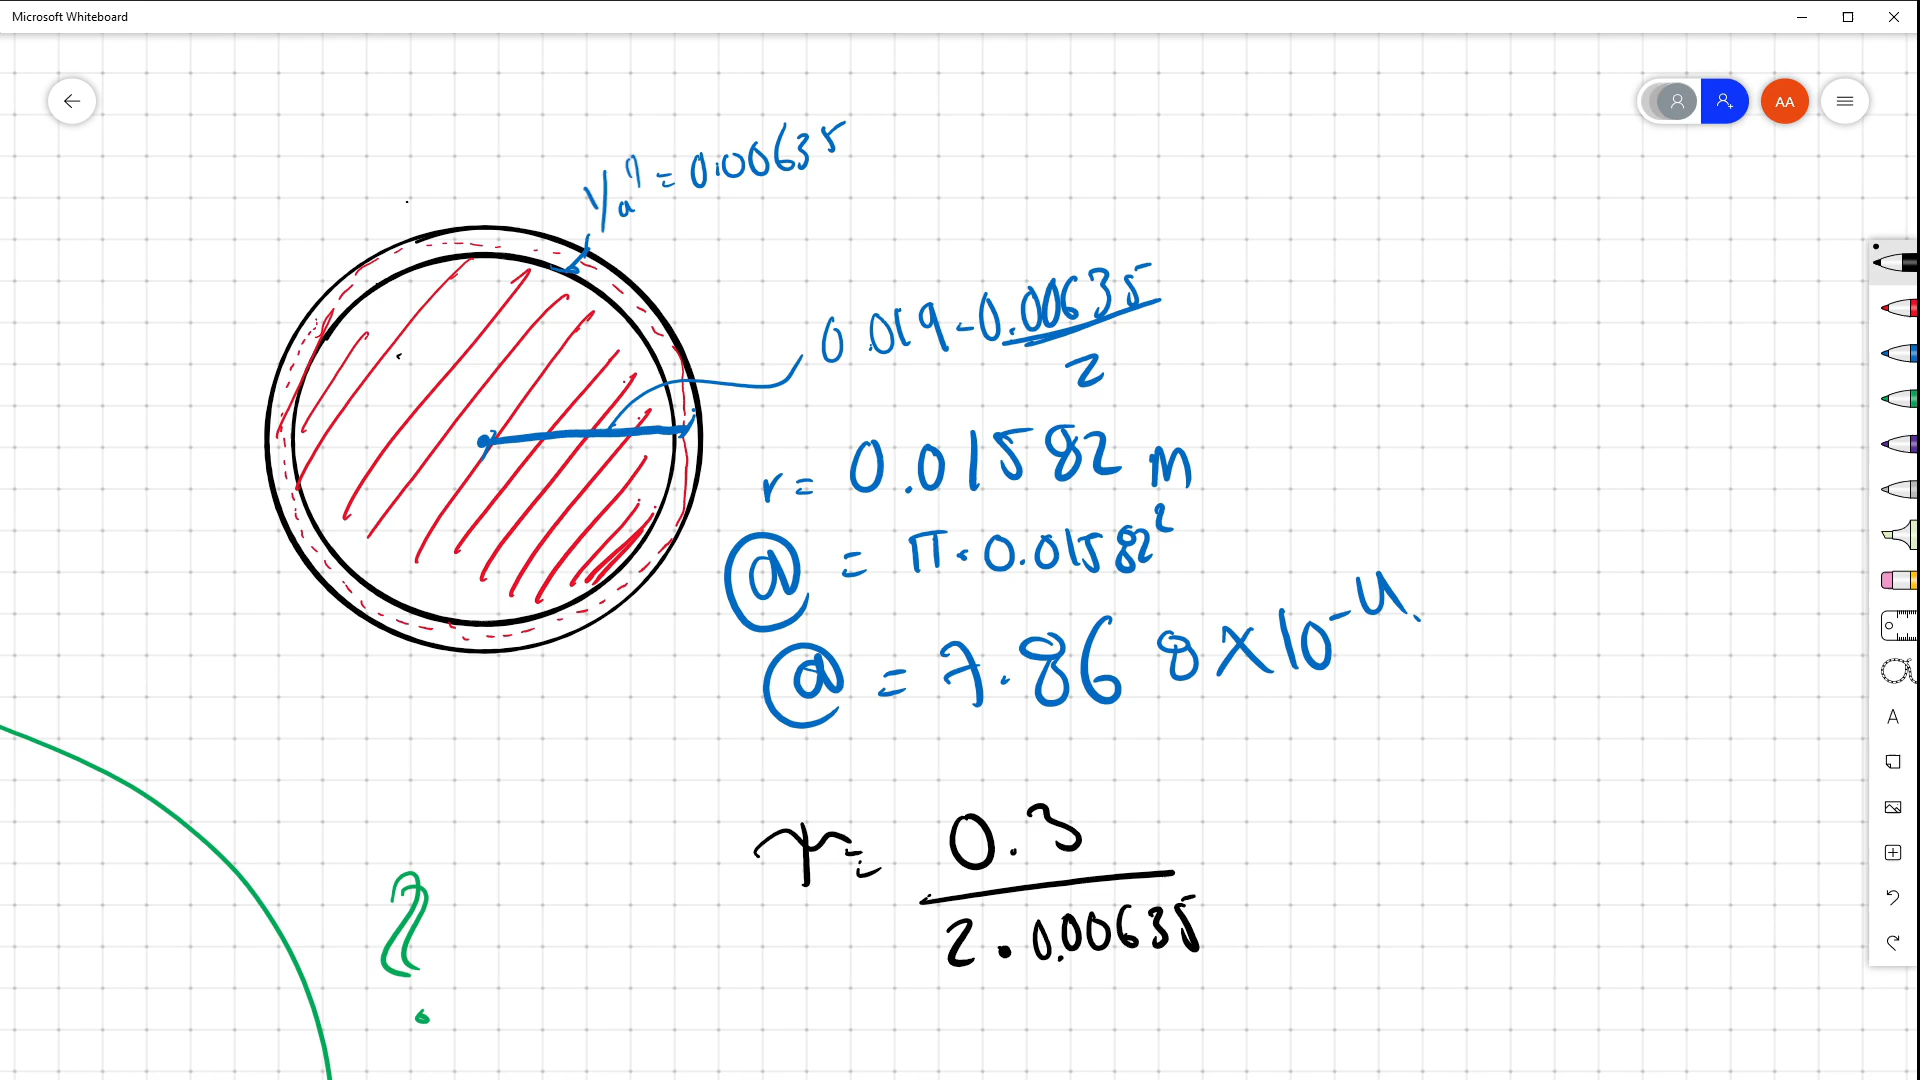 Microsoft Whiteboard
AA
1/a" = 0.00635
0.019 - 0.00635
2
r = 0.01582 m
@ = π · 0.01582²
@ = 7.868 x 10⁻⁴
0.3
2 · 0.00635
?
A